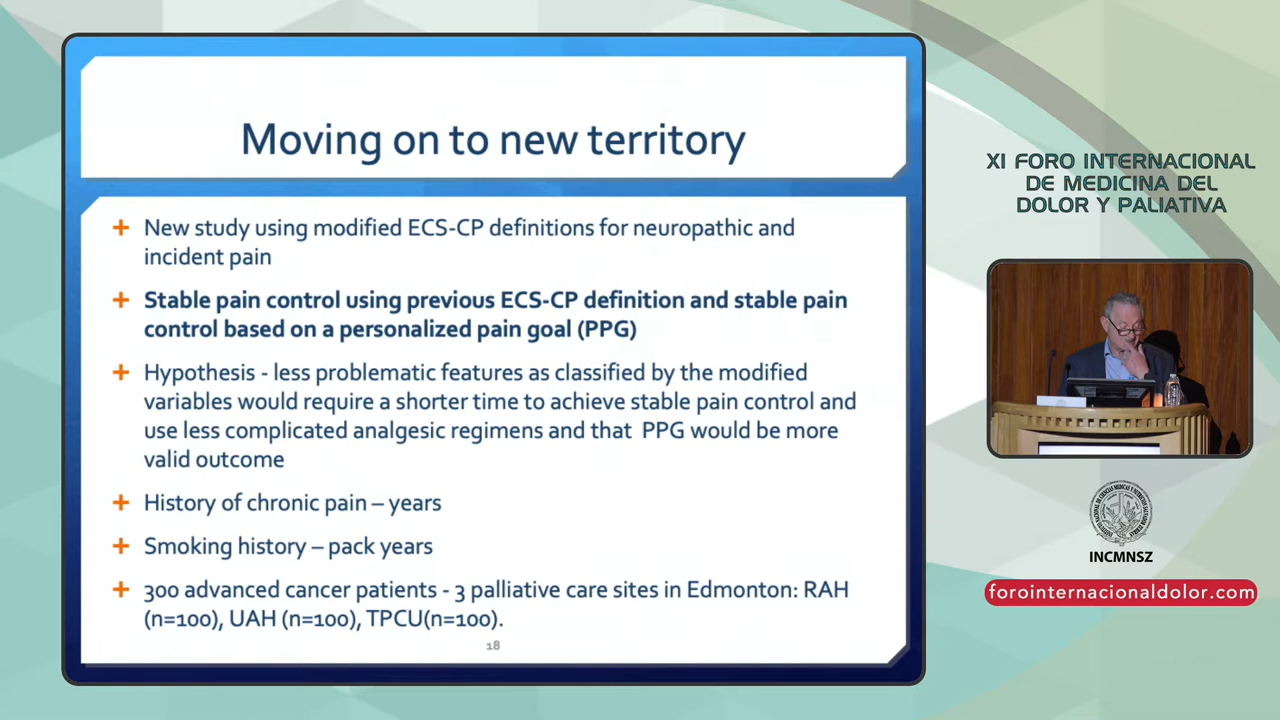 Moving on to new territory
New study using modified ECS-CP definitions for neuropathic and
incident pain
Stable pain control using previous ECS-CP definition and stable pain
control based on a personalized pain goal (PPG)
Hypothesis - less problematic features as classified by the modified
variables would require a shorter time to achieve stable pain control and
use less complicated analgesic regimens and that PPG would be more
valid outcome
History of chronic pain – years
Smoking history – pack years
300 advanced cancer patients - 3 palliative care sites in Edmonton: RAH
(n=100), UAH (n=100), TPCU(n=100).
18
XI FORO INTERNACIONAL
DE MEDICINA DEL
DOLOR Y PALIATIVA
INCMNSZ
forointernacionaldolor.com